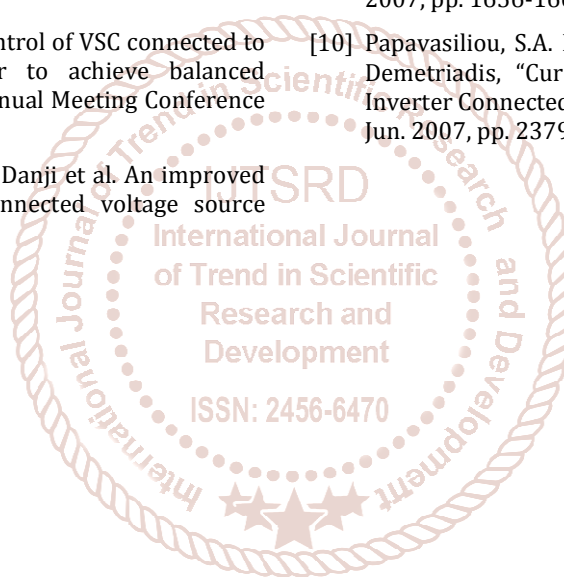 2007, pp. 1636-166
ntrol of VSC connected to
r to achieve balanced
nual Meeting Conference
Danji et al. An improved
nnected voltage source
[10] Papavasiliou, S.A.
Demetriadis, “Cur
Inverter Connected
Jun. 2007, pp. 2379
International Journal of Trend in Scientific Research and Development
IJTSRD
International Journal
of Trend in Scientific
Research and
Development
ISSN: 2456-6470